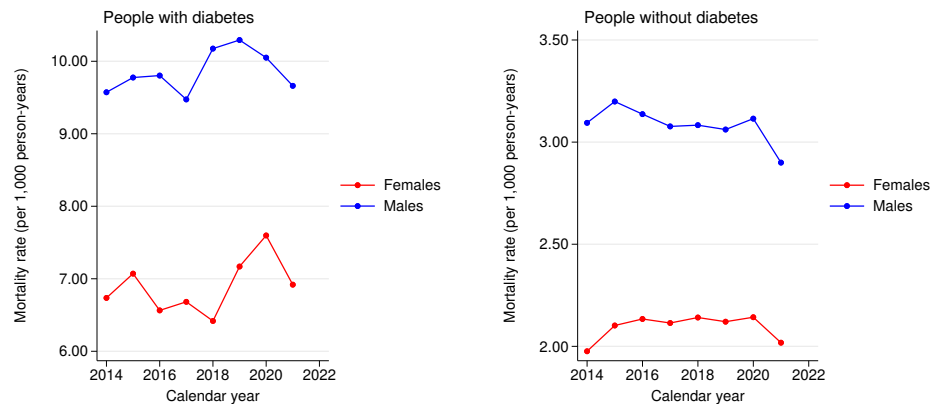 People with diabetes
Mortality rate (per 1,000 person-years)
10.00
9.00
8.00
7.00
6.00
2014 2016 2018 2020 2022
Calendar year
Females
Males
People without diabetes
Mortality rate (per 1,000 person-years)
3.50
3.00
2.50
2.00
2014 2016 2018 2020 2022
Calendar year
Females
Males